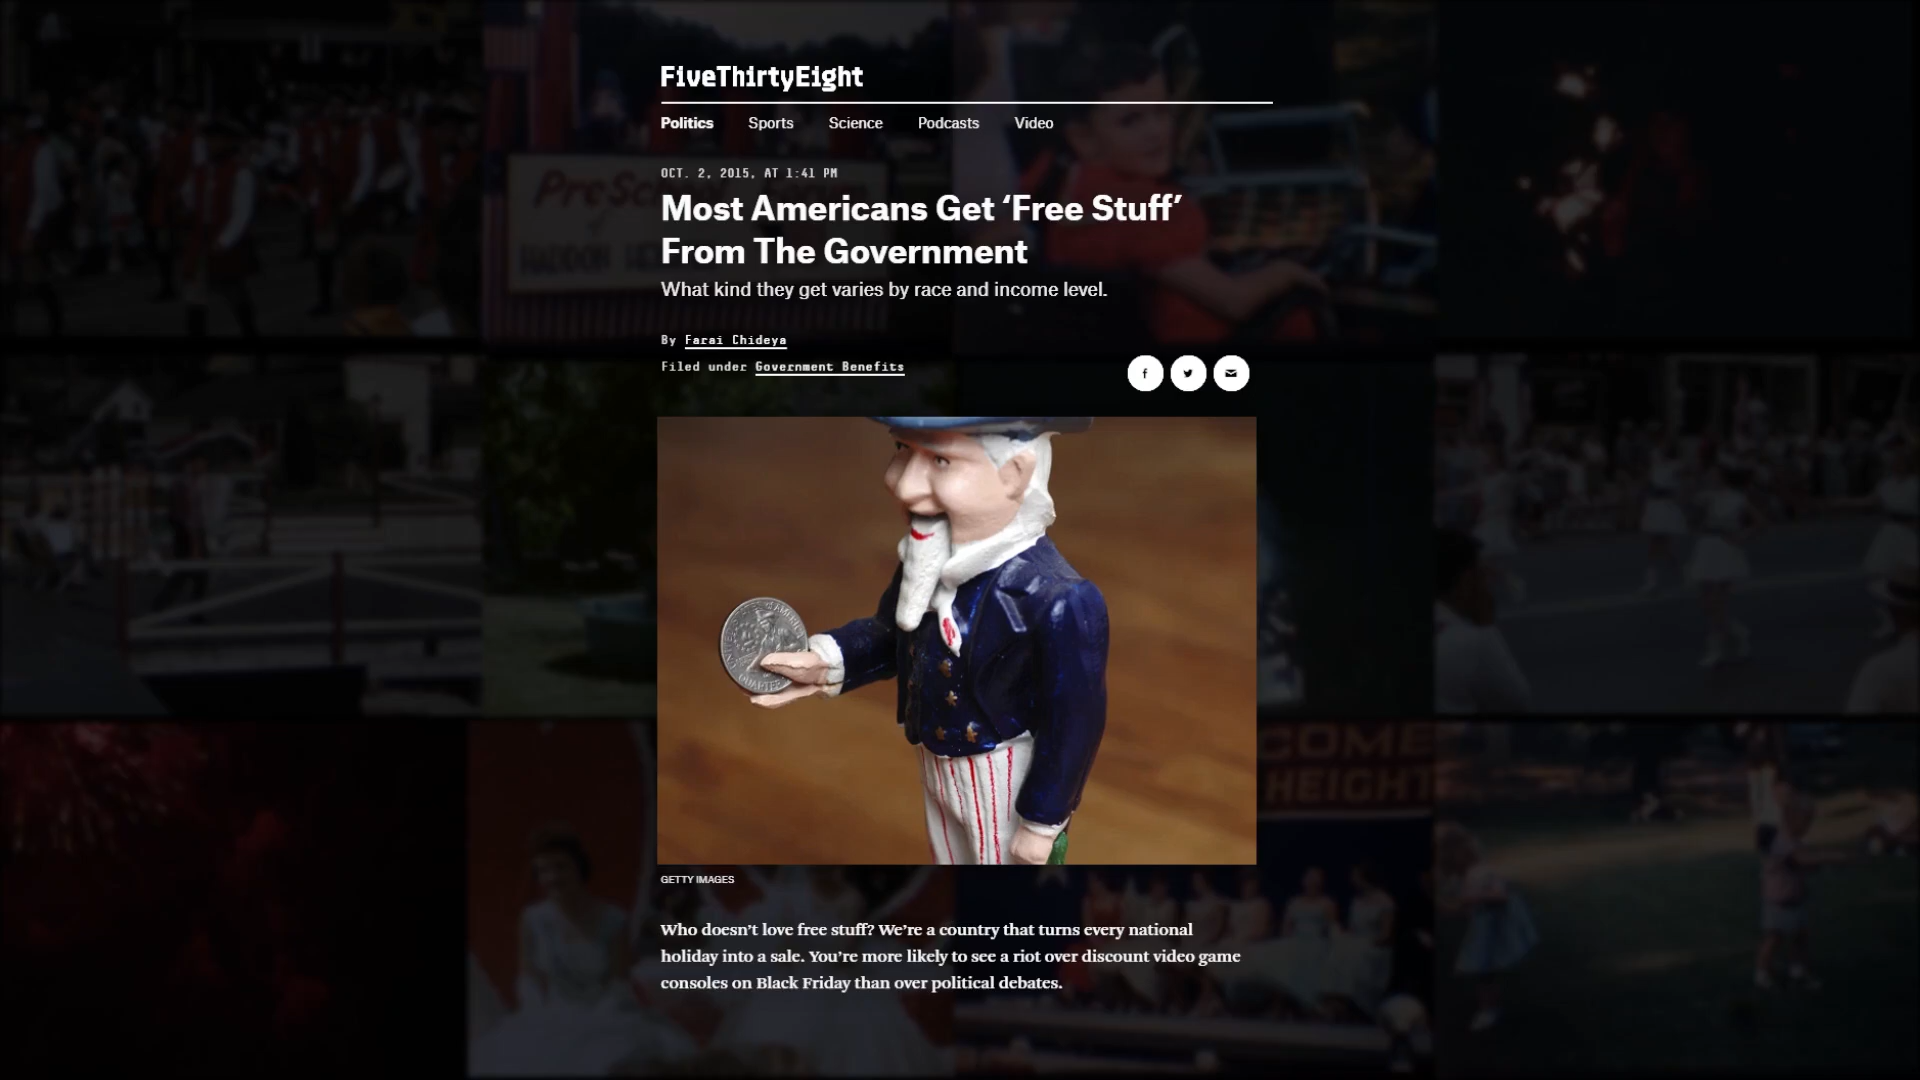 FiveThirtyEight
Politics Sports Science Podcasts Video
OCT. 2, 2015, AT 1:41 PM
Most Americans Get ‘Free Stuff’
From The Government
What kind they get varies by race and income level.
By Farai Chideya
Filed under Government Benefits
GETTY IMAGES
Who doesn’t love free stuff? We’re a country that turns every national
holiday into a sale. You’re more likely to see a riot over discount video game
consoles on Black Friday than over political debates.
COME
HEIGHT